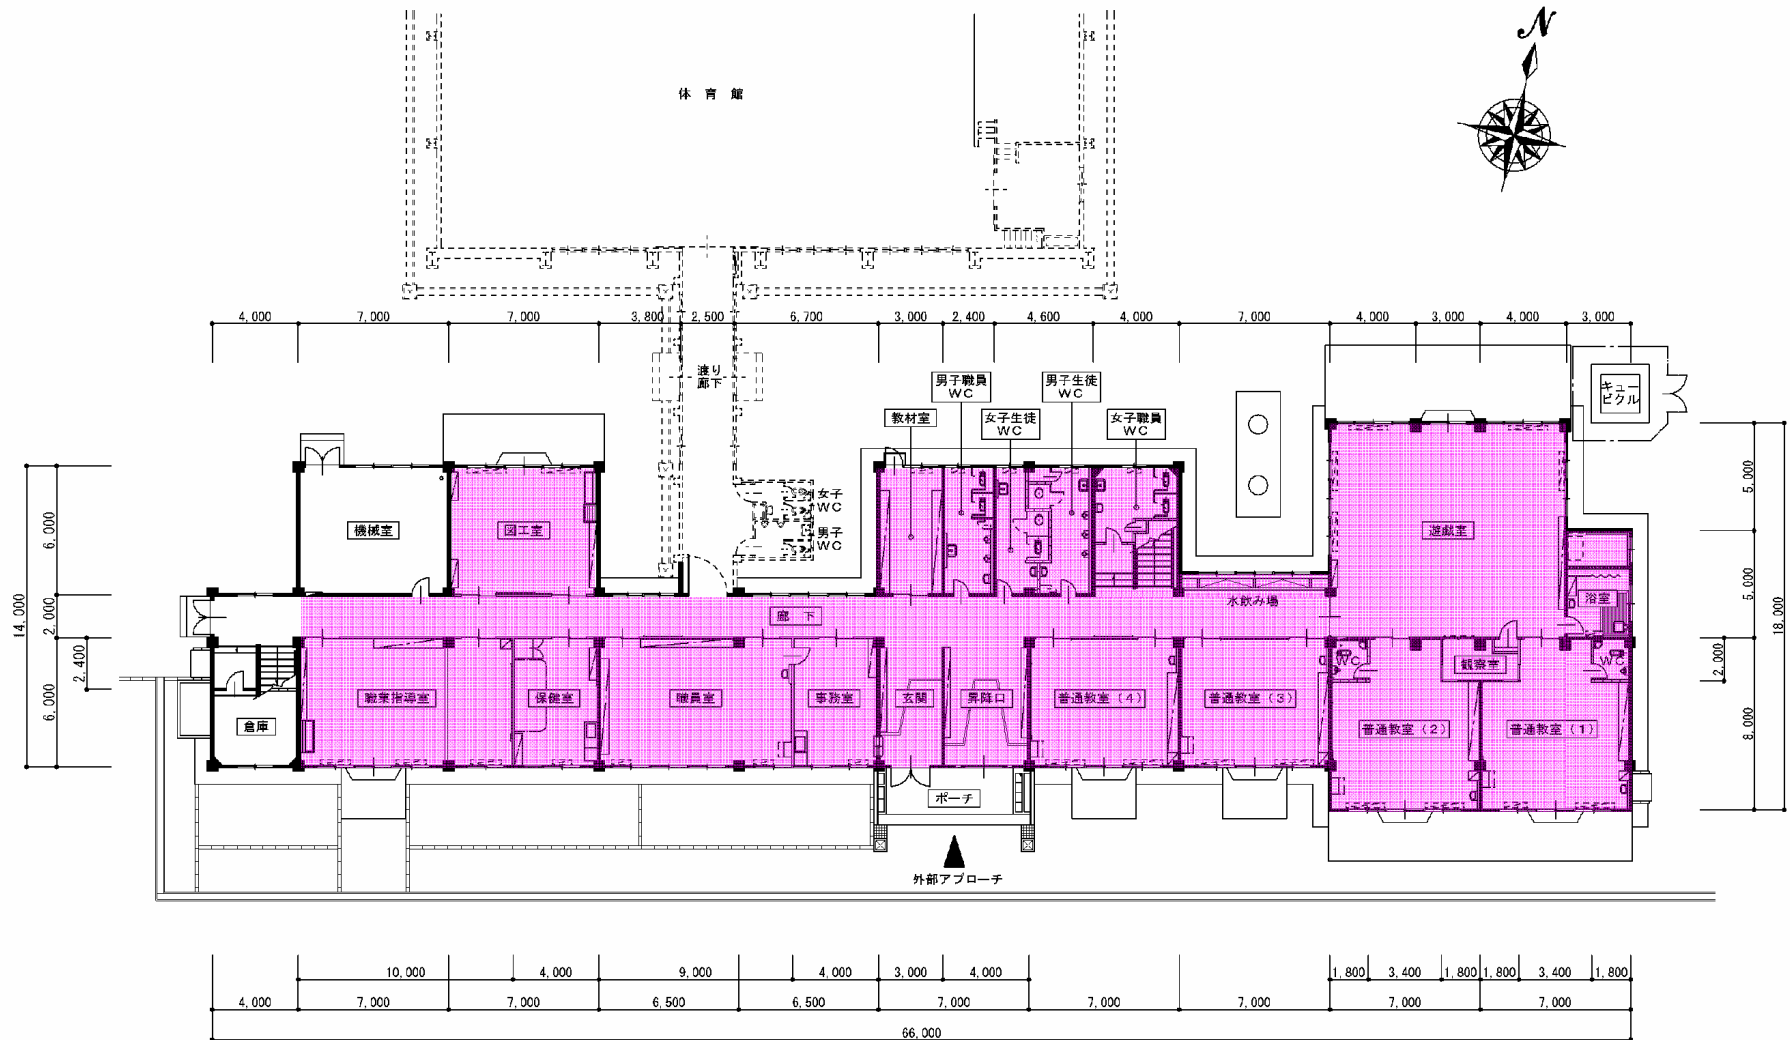 N
体 育 館
4,000 7,000 7,000 3,800 2,500 6,700 3,000 2,400 4,600 4,000 7,000 4,000 3,000 4,000 3,000
渡り
廊下
男子職員
WC
男子生徒
WC
キュー
ビクル
教材室
女子生徒
WC
女子職員
WC
女子
WC
男子
WC
機械室
図工室
遊戯室
浴室
水飲み場
廊 下
WC
観察室
WC
職業指導室
保健室
職員室
事務室
玄関
昇降口
普通教室(4)
普通教室(3)
普通教室(2)
普通教室(1)
倉庫
ポーチ
外部アプローチ
14,000
6,000
2,000
2,400
6,000
5,000
5,000
18,000
2,000
8,000
10,000 4,000 9,000 4,000 3,000 4,000 1,800 3,400 1,800 1,800 3,400 1,800
4,000 7,000 7,000 6,500 6,500 7,000 7,000 7,000 7,000 7,000
66,000